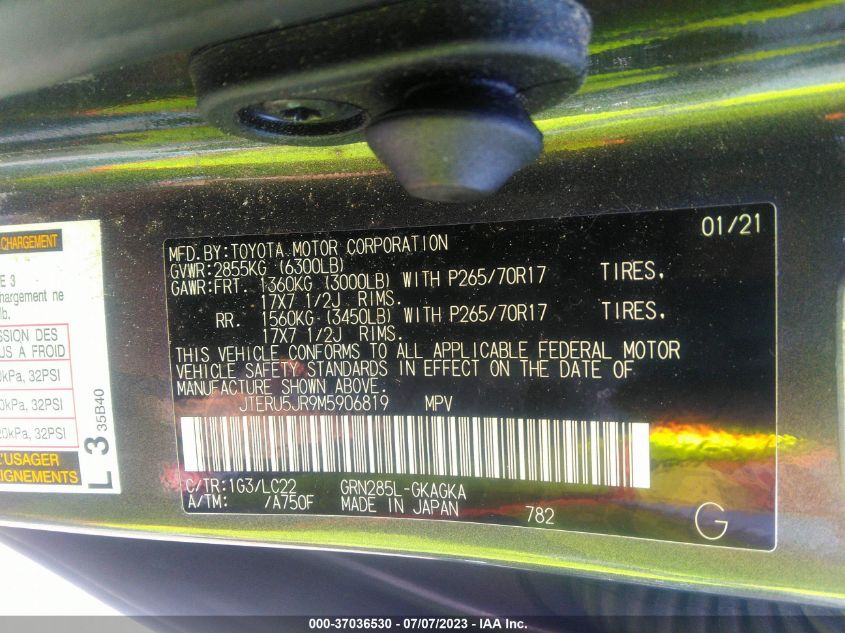 CHARGEMENT
E 3
hargement ne
lb.
SSION DES
US A FROID
0kPa, 32PSI
0kPa, 32PSI
20kPa, 32PSI
L'USAGER
EIGNEMENTS
L 3
35B40
01/21
MFD.BY:TOYOTA MOTOR CORPORATION
GVWR:2855KG (6300LB)
GAWR:FRT. 1360KG (3000LB) WITH P265/70R17 TIRES,
17X7 1/2J RIMS.
RR. 1560KG (3450LB) WITH P265/70R17 TIRES,
17X7 1/2J RIMS.
THIS VEHICLE CONFORMS TO ALL APPLICABLE FEDERAL MOTOR
VEHICLE SAFETY STANDARDS IN EFFECT ON THE DATE OF
MANUFACTURE SHOWN ABOVE.
JTERU5JR9M5906819 MPV
C/TR:1G3/LC22 GRN285L-GKAGKA
A/TM: /A750F MADE IN JAPAN 782
G
000-37036530 - 07/07/2023 - IAA Inc.